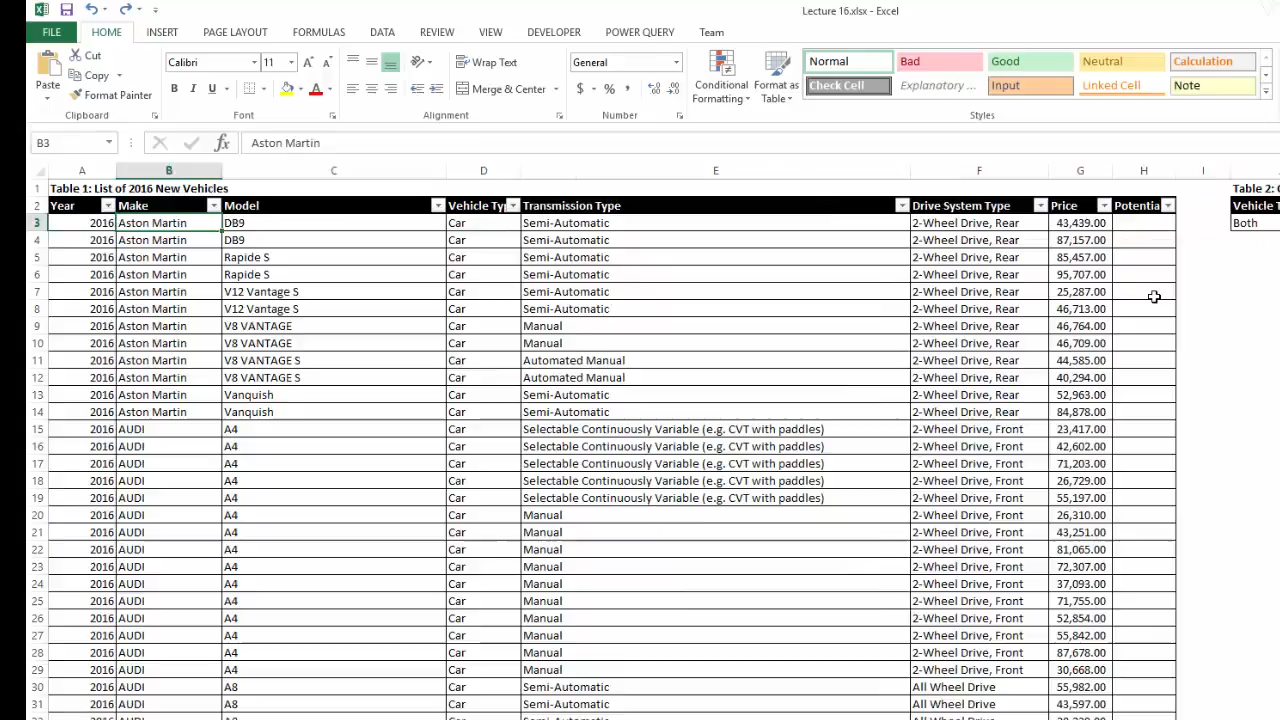 Lecture 16.xlsx - Excel
FILE HOME INSERT PAGE LAYOUT FORMULAS DATA REVIEW VIEW DEVELOPER POWER QUERY Team
Paste Cut Copy Format Painter Clipboard
Calibri 11 B I U A Font
Wrap Text Merge & Center Alignment
General $ % , Number
Conditional Formatting Format as Table
Normal Bad Good Neutral Calculation
Check Cell Explanatory ... Input Linked Cell Note
Styles
B3 fx Aston Martin
A B C D E F G H I
1 Table 1: List of 2016 New Vehicles Table 2: 
2 Year Make Model Vehicle Ty Transmission Type Drive System Type Price Potentia Vehicle T
3 2016 Aston Martin DB9 Car Semi-Automatic 2-Wheel Drive, Rear 43,439.00 Both
4 2016 Aston Martin DB9 Car Semi-Automatic 2-Wheel Drive, Rear 87,157.00
5 2016 Aston Martin Rapide S Car Semi-Automatic 2-Wheel Drive, Rear 85,457.00
6 2016 Aston Martin Rapide S Car Semi-Automatic 2-Wheel Drive, Rear 95,707.00
7 2016 Aston Martin V12 Vantage S Car Semi-Automatic 2-Wheel Drive, Rear 25,287.00
8 2016 Aston Martin V12 Vantage S Car Semi-Automatic 2-Wheel Drive, Rear 46,713.00
9 2016 Aston Martin V8 VANTAGE Car Manual 2-Wheel Drive, Rear 46,764.00
10 2016 Aston Martin V8 VANTAGE Car Manual 2-Wheel Drive, Rear 46,709.00
11 2016 Aston Martin V8 VANTAGE S Car Automated Manual 2-Wheel Drive, Rear 44,585.00
12 2016 Aston Martin V8 VANTAGE S Car Automated Manual 2-Wheel Drive, Rear 40,294.00
13 2016 Aston Martin Vanquish Car Semi-Automatic 2-Wheel Drive, Rear 52,963.00
14 2016 Aston Martin Vanquish Car Semi-Automatic 2-Wheel Drive, Rear 84,878.00
15 2016 AUDI A4 Car Selectable Continuously Variable (e.g. CVT with paddles) 2-Wheel Drive, Front 23,417.00
16 2016 AUDI A4 Car Selectable Continuously Variable (e.g. CVT with paddles) 2-Wheel Drive, Front 42,602.00
17 2016 AUDI A4 Car Selectable Continuously Variable (e.g. CVT with paddles) 2-Wheel Drive, Front 71,203.00
18 2016 AUDI A4 Car Selectable Continuously Variable (e.g. CVT with paddles) 2-Wheel Drive, Front 26,729.00
19 2016 AUDI A4 Car Selectable Continuously Variable (e.g. CVT with paddles) 2-Wheel Drive, Front 55,197.00
20 2016 AUDI A4 Car Manual 2-Wheel Drive, Front 26,310.00
21 2016 AUDI A4 Car Manual 2-Wheel Drive, Front 43,251.00
22 2016 AUDI A4 Car Manual 2-Wheel Drive, Front 81,065.00
23 2016 AUDI A4 Car Manual 2-Wheel Drive, Front 72,307.00
24 2016 AUDI A4 Car Manual 2-Wheel Drive, Front 37,093.00
25 2016 AUDI A4 Car Manual 2-Wheel Drive, Front 71,755.00
26 2016 AUDI A4 Car Manual 2-Wheel Drive, Front 52,854.00
27 2016 AUDI A4 Car Manual 2-Wheel Drive, Front 55,842.00
28 2016 AUDI A4 Car Manual 2-Wheel Drive, Front 87,678.00
29 2016 AUDI A4 Car Manual 2-Wheel Drive, Front 30,668.00
30 2016 AUDI A8 Car Semi-Automatic All Wheel Drive 55,982.00
31 2016 AUDI A8 Car Semi-Automatic All Wheel Drive 43,597.00